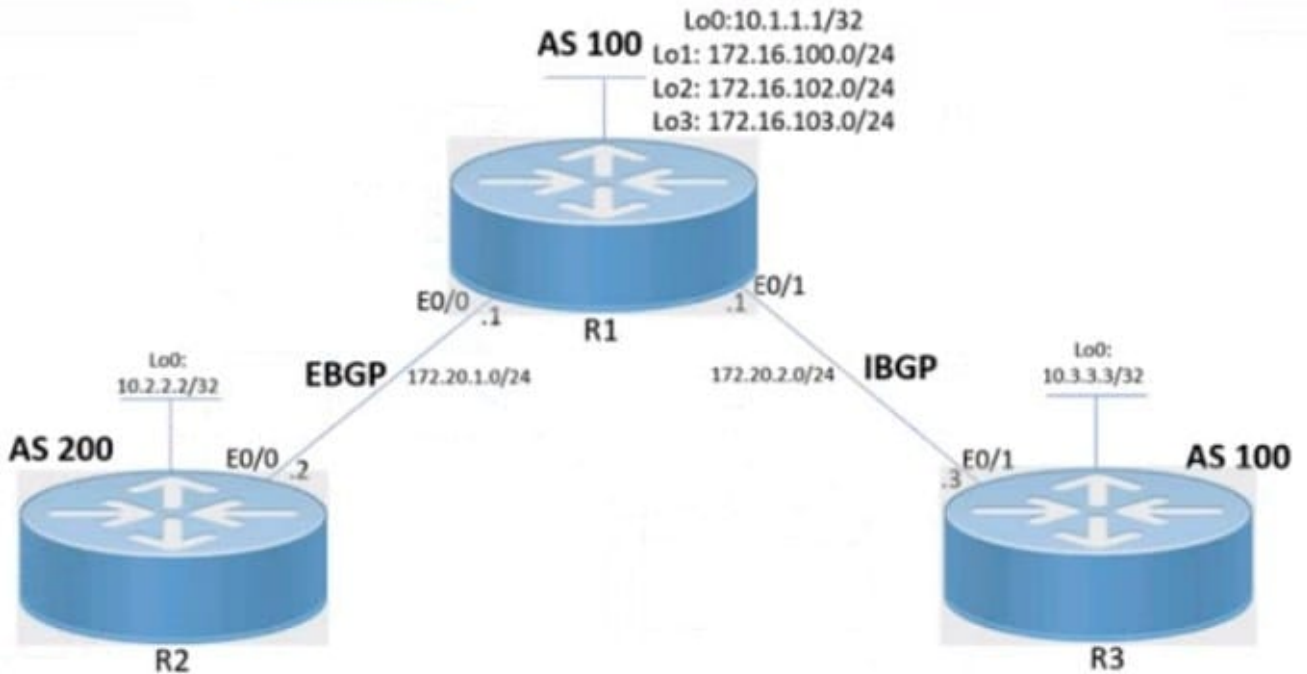 Lo0:10.1.1.1/32
AS 100
Lo1: 172.16.100.0/24
Lo2: 172.16.102.0/24
Lo3: 172.16.103.0/24
E0/0
.1
R1
.1
E0/1
EBGP
172.20.1.0/24
172.20.2.0/24
IBGP
Lo0:
10.2.2.2/32
Lo0:
10.3.3.3/32
AS 200
E0/0
.2
E0/1
.3
AS 100
R2
R3